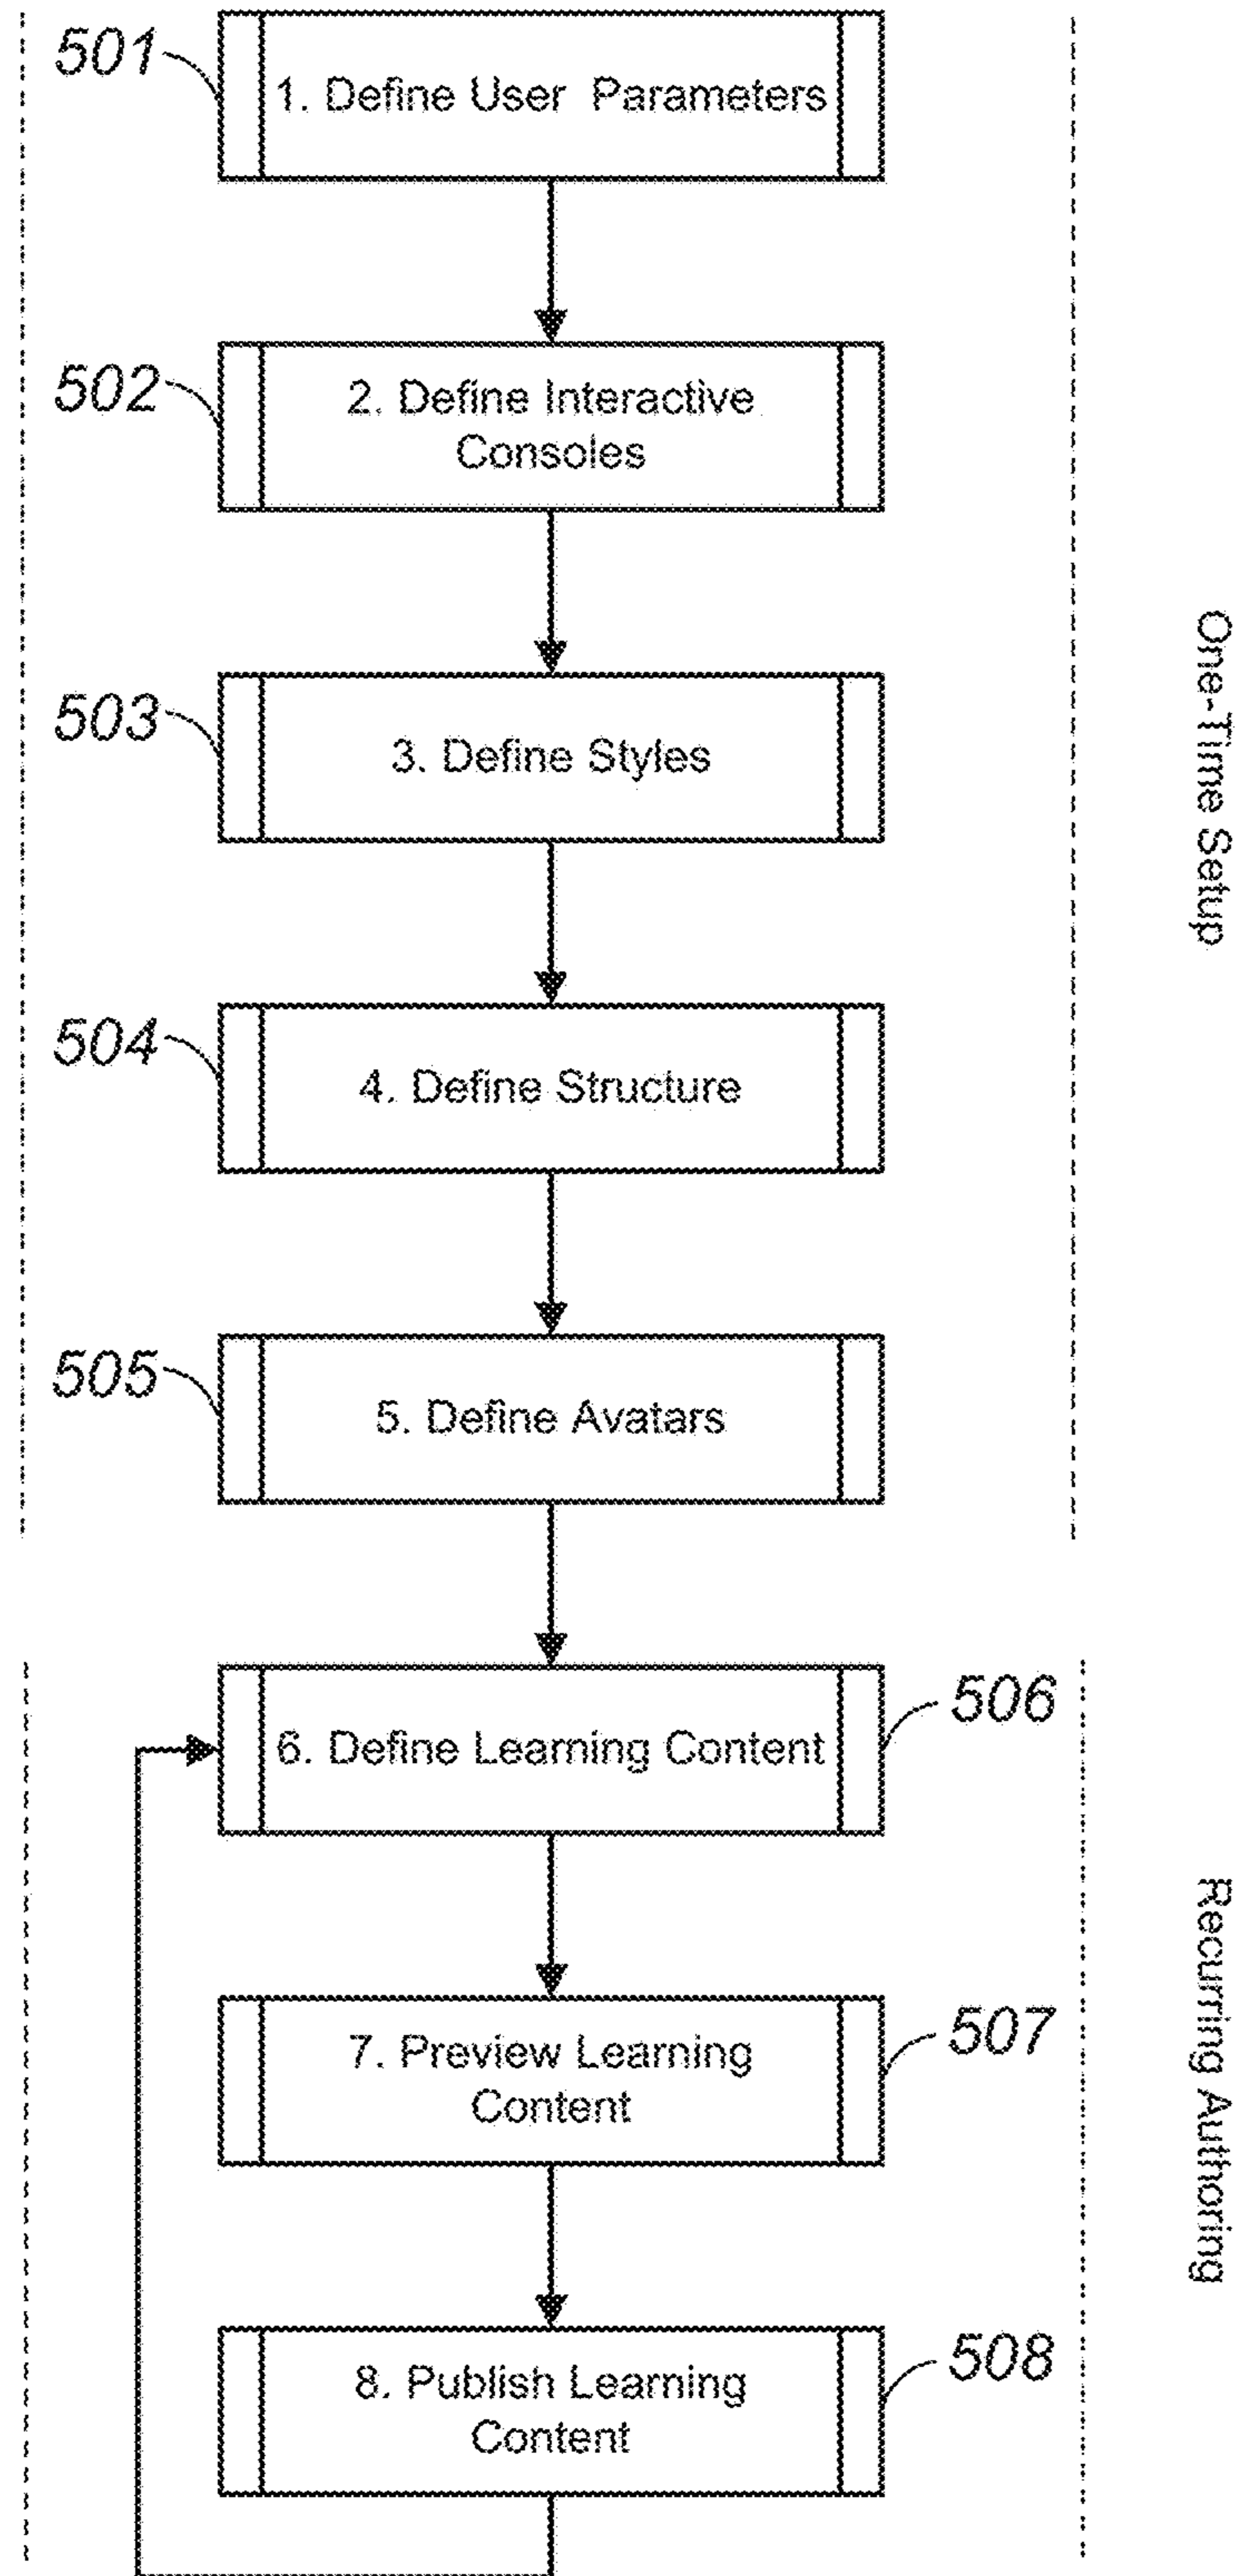 501
1. Define User Parameters
502
2. Define Interactive
Consoles
503
3. Define Styles
One-Time Setup
504
4. Define Structure
505
5. Define Avatars
506
6. Define Learning Content
507
7. Preview Learning
Content
Recurring Authoring
508
8. Publish Learning
Content